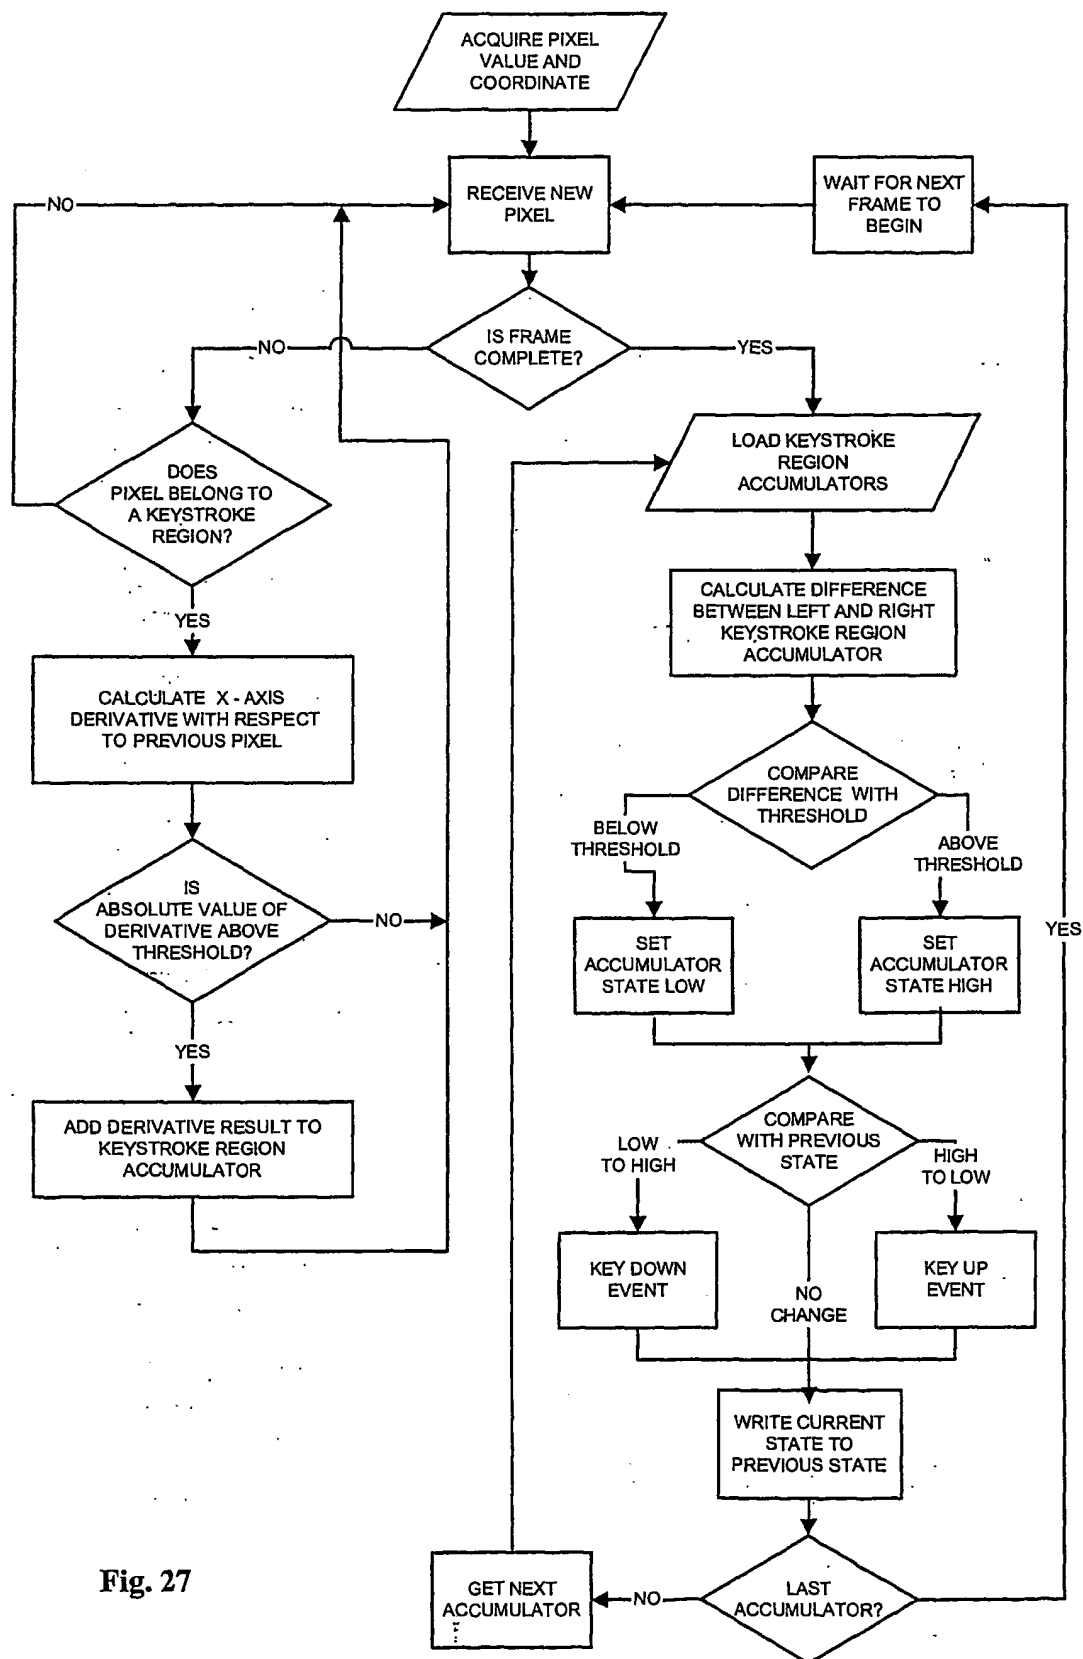 ACQUIRE PIXEL
VALUE AND
COORDINATE
RECEIVE NEW
PIXEL
WAIT FOR NEXT
FRAME TO
BEGIN
NO
IS FRAME
COMPLETE?
NO
YES
DOES
PIXEL BELONG TO
A KEYSTROKE
REGION?
LOAD KEYSTROKE
REGION
ACCUMULATORS
YES
CALCULATE DIFFERENCE
BETWEEN LEFT AND RIGHT
KEYSTROKE REGION
ACCUMULATOR
CALCULATE X - AXIS
DERIVATIVE WITH RESPECT
TO PREVIOUS PIXEL
COMPARE
DIFFERENCE WITH
THRESHOLD
BELOW
THRESHOLD
ABOVE
THRESHOLD
IS
ABSOLUTE VALUE OF
DERIVATIVE ABOVE
THRESHOLD?
NO
SET
ACCUMULATOR
STATE LOW
SET
ACCUMULATOR
STATE HIGH
YES
YES
ADD DERIVATIVE RESULT TO
KEYSTROKE REGION
ACCUMULATOR
COMPARE
WITH PREVIOUS
STATE
LOW
TO HIGH
HIGH
TO LOW
KEY DOWN
EVENT
NO
CHANGE
KEY UP
EVENT
WRITE CURRENT
STATE TO
PREVIOUS STATE
LAST
ACCUMULATOR?
NO
GET NEXT
ACCUMULATOR
Fig. 27